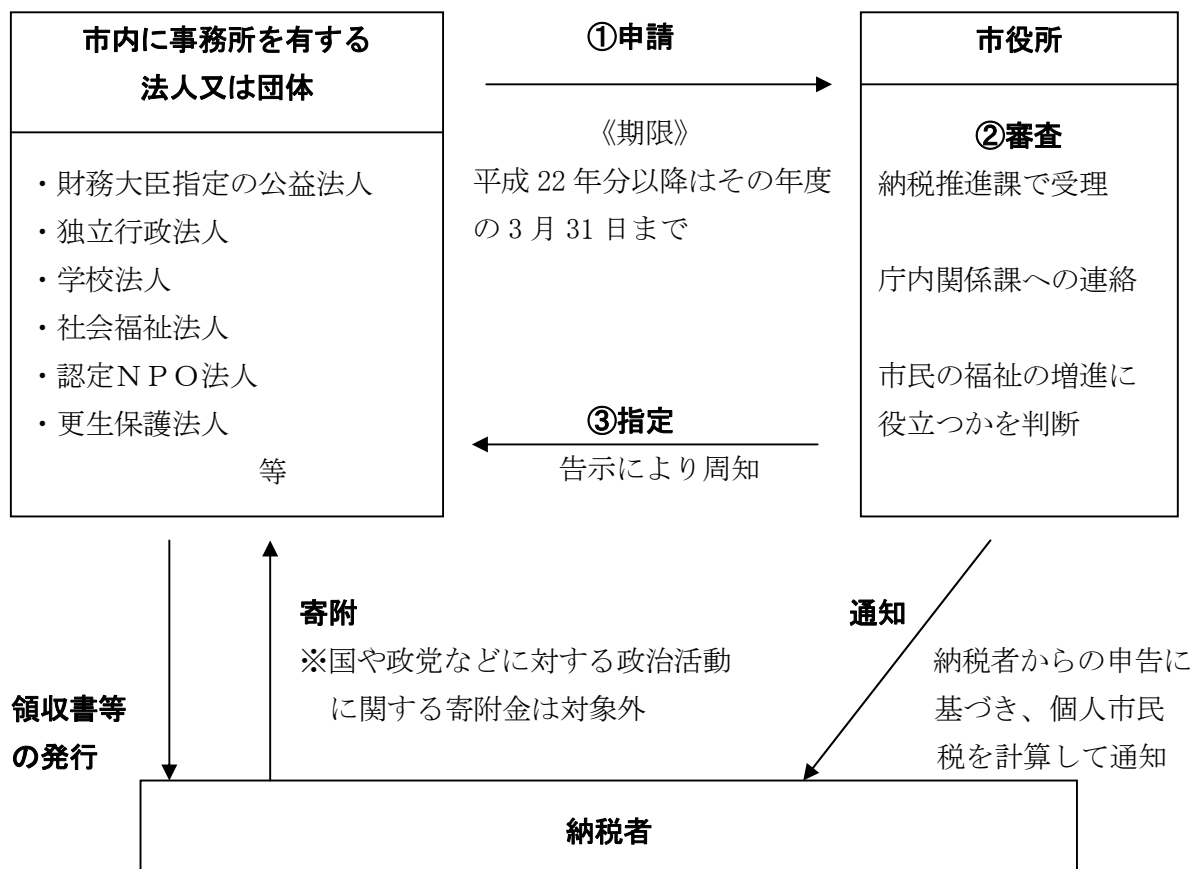 市内に事務所を有する
法人又は団体
・財務大臣指定の公益法人
・独立行政法人
・学校法人
・社会福祉法人
・認定ＮＰＯ法人
・更生保護法人
等
①申請
《期限》
平成 22 年分以降はその年度
の 3 月 31 日まで
市役所
②審査
納税推進課で受理
庁内関係課への連絡
市民の福祉の増進に
役立つかを判断
③指定
告示により周知
領収書等
の発行
寄附
※国や政党などに対する政治活動
に関する寄附金は対象外
通知
納税者からの申告に
基づき、個人市民
税を計算して通知
納税者